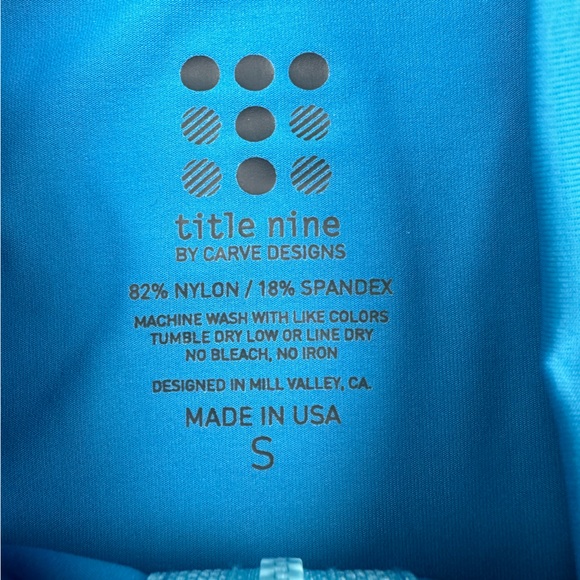 title nine
BY CARVE DESIGNS
82% NYLON / 18% SPANDEX
MACHINE WASH WITH LIKE COLORS
TUMBLE DRY LOW OR LINE DRY
NO BLEACH, NO IRON
DESIGNED IN MILL VALLEY, CA.
MADE IN USA
S